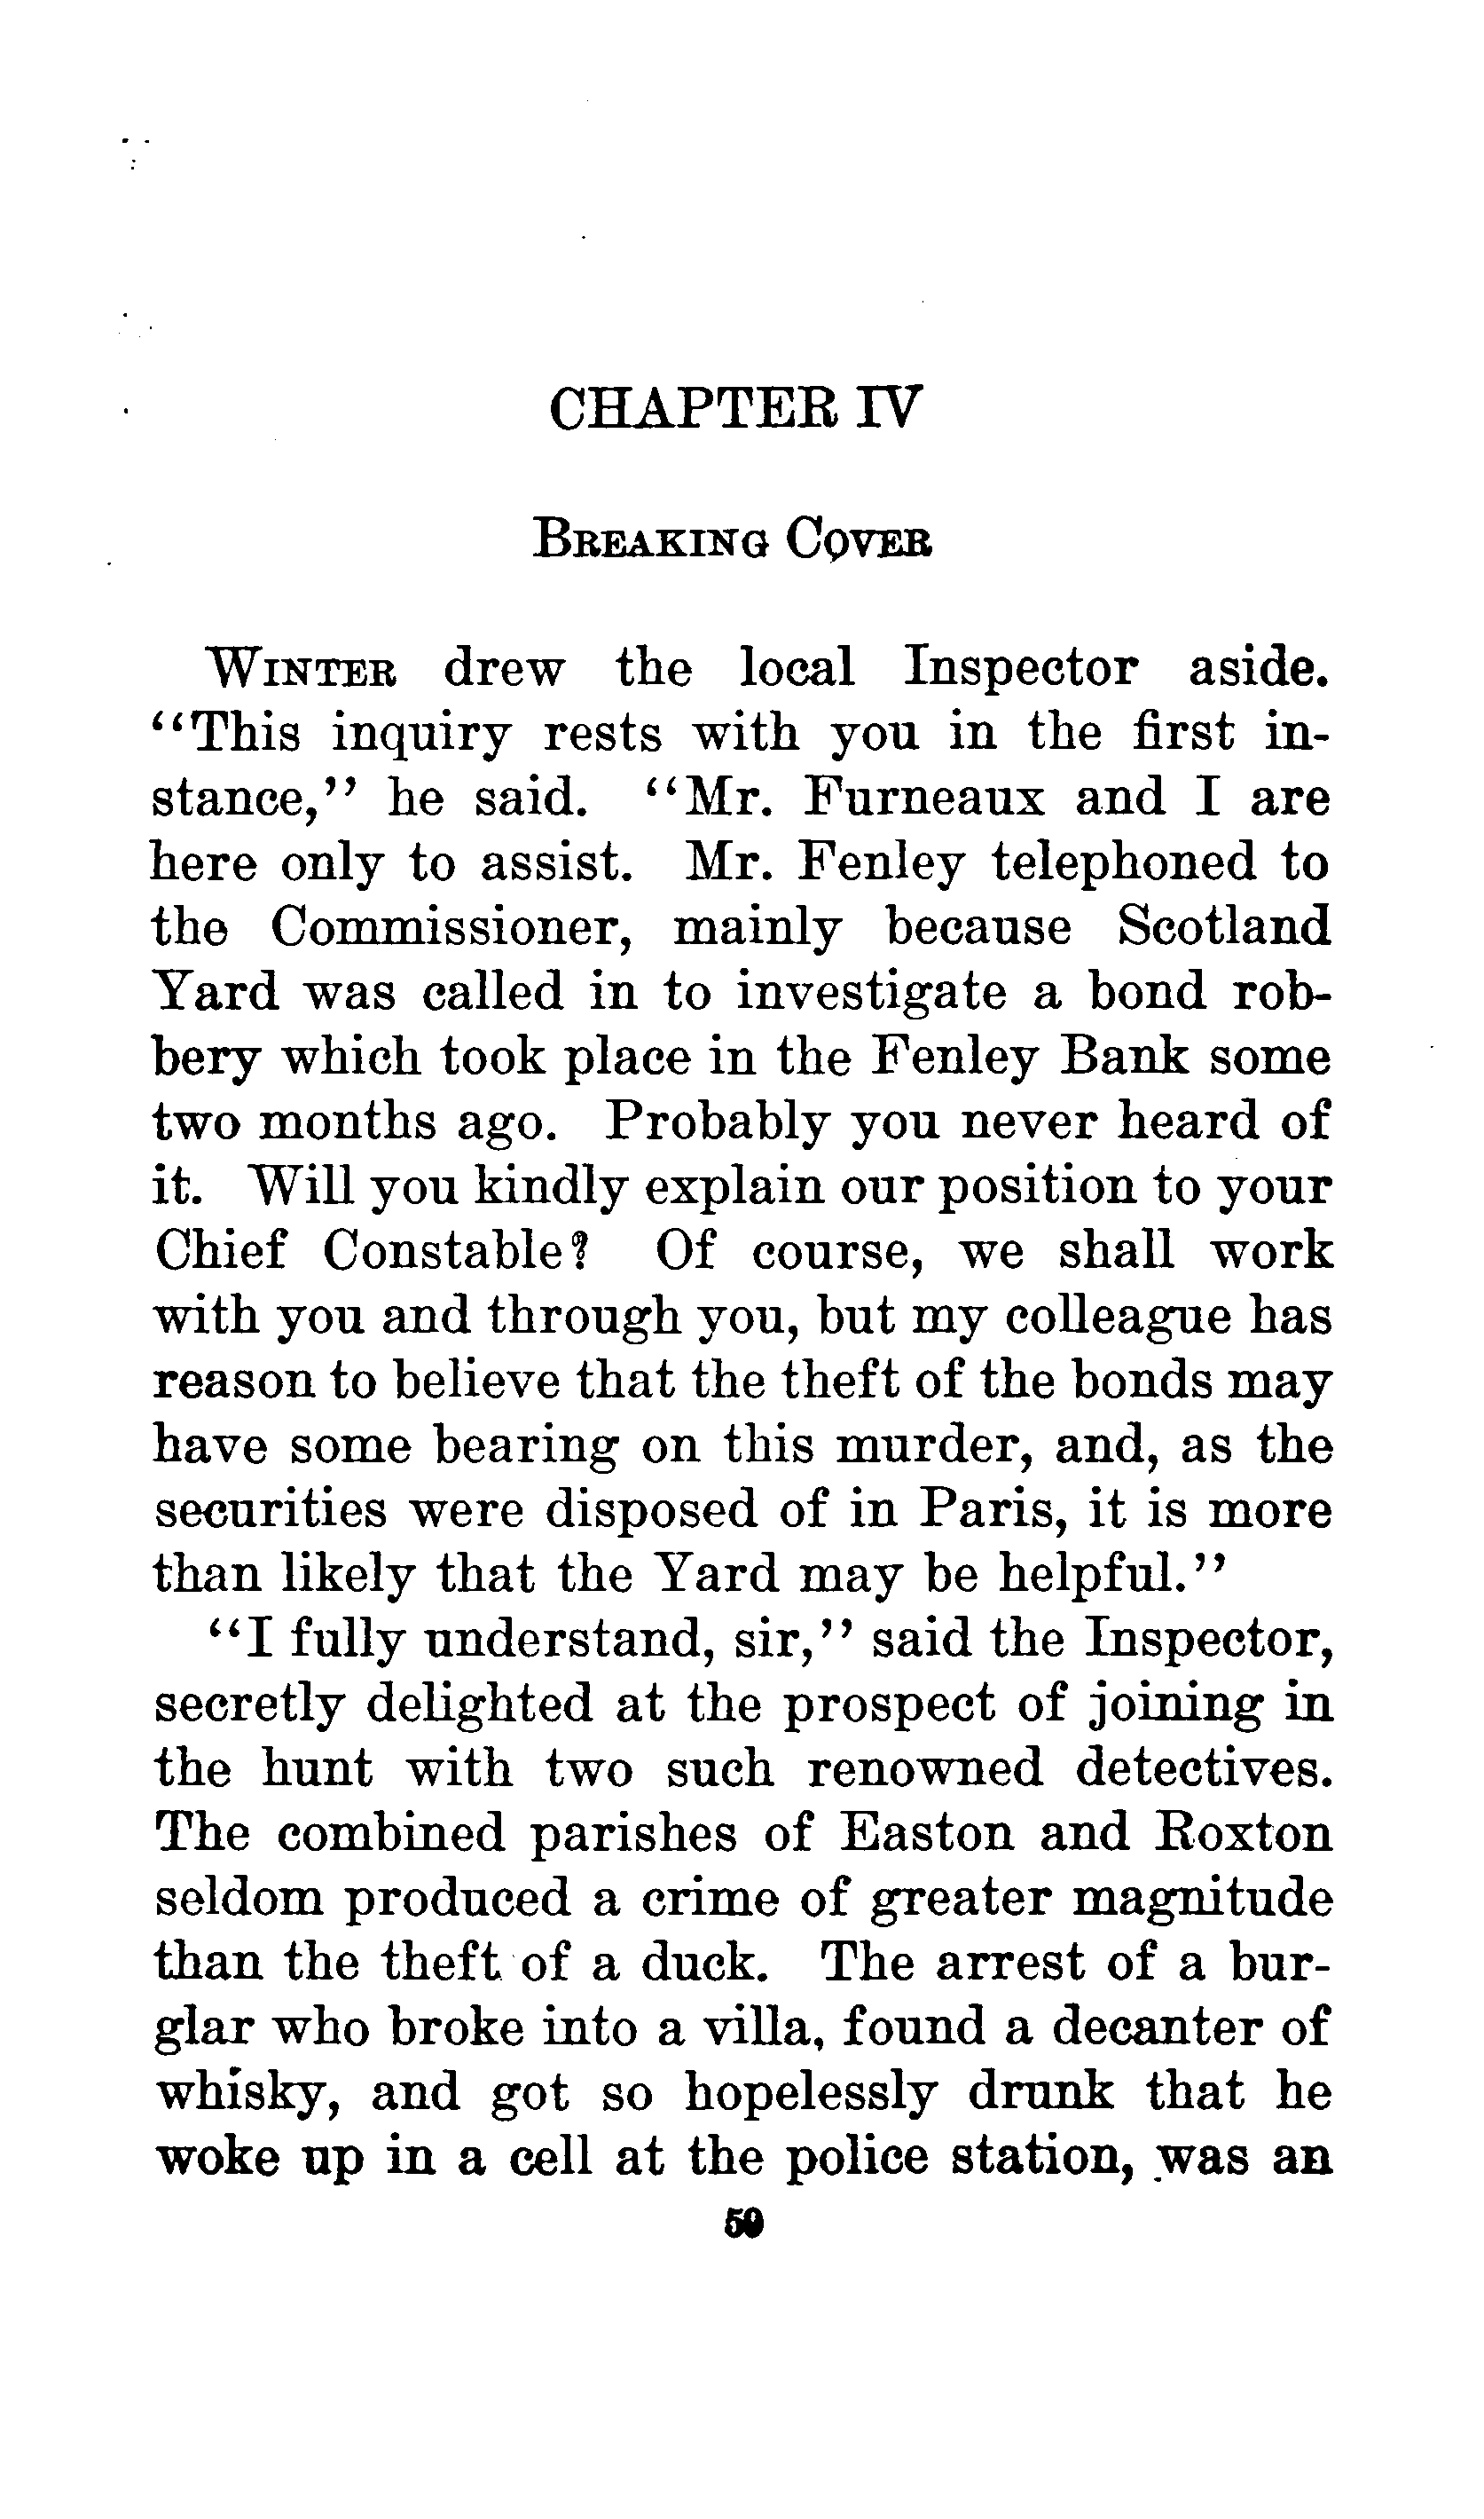 CHAPTER IV
BREAKING COVER
WINTER drew the local Inspector aside.
"This inquiry rests with you in the first in-
stance," he said. "Mr. Furneaux and I are
here only to assist. Mr. Fenley telephoned to
the Commissioner, mainly because Scotland
Yard was called in to investigate a bond rob-
bery which took place in the Fenley Bank some
two months ago. Probably you never heard of
it. Will you kindly explain our position to your
Chief Constable? Of course, we shall work
with you and through you, but my colleague has
reason to believe that the theft of the bonds may
have some bearing on this murder, and, as the
securities were disposed of in Paris, it is more
than likely that the Yard may be helpful."
"I fully understand, sir," said the Inspector,
secretly delighted at the prospect of joining in
the hunt with two such renowned detectives.
The combined parishes of Easton and Roxton
seldom produced a crime of greater magnitude
than the theft of a duck. The arrest of a bur-
glar who broke into a villa, found a decanter of
whisky, and got so hopelessly drunk that he
woke up in a cell at the police station, was an